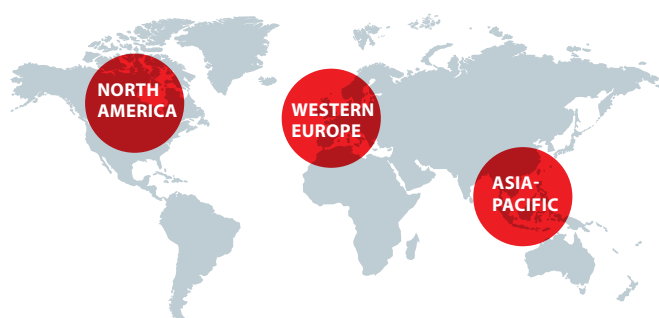 NORTH
AMERICA
WESTERN
EUROPE
ASIA-
PACIFIC